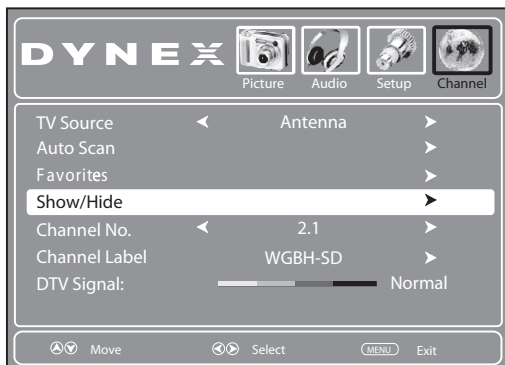 DYNEX
Picture Audio Setup Channel
TV Source Antenna
Auto Scan
Favorites
Show/Hide
Channel No. 2.1
Channel Label WGBH-SD
DTV Signal: Normal
Move Select MENU Exit